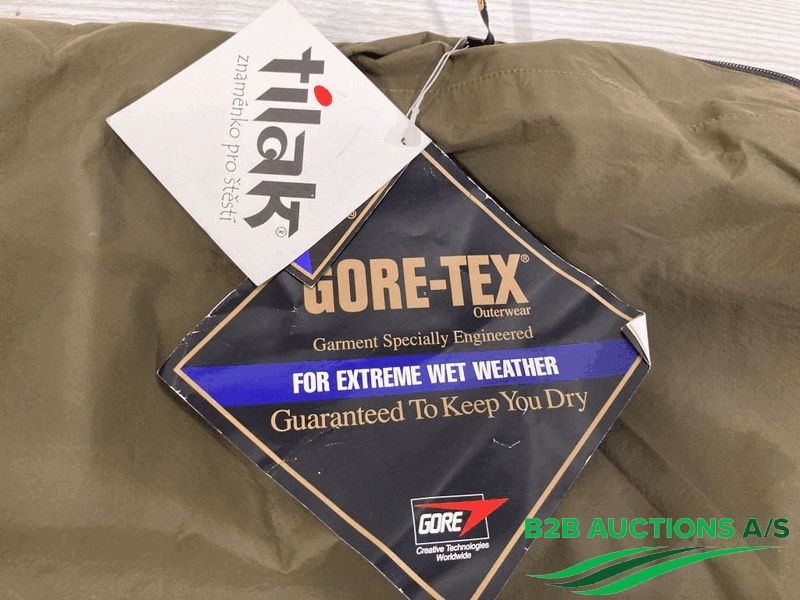 tilak®
znaménko pro štěstí
®
GORE-TEX®
Outerwear
Garment Specially Engineered
FOR EXTREME WET WEATHER
Guaranteed To Keep You Dry
GORE
Creative Technologies
Worldwide
B2B AUCTIONS A/S